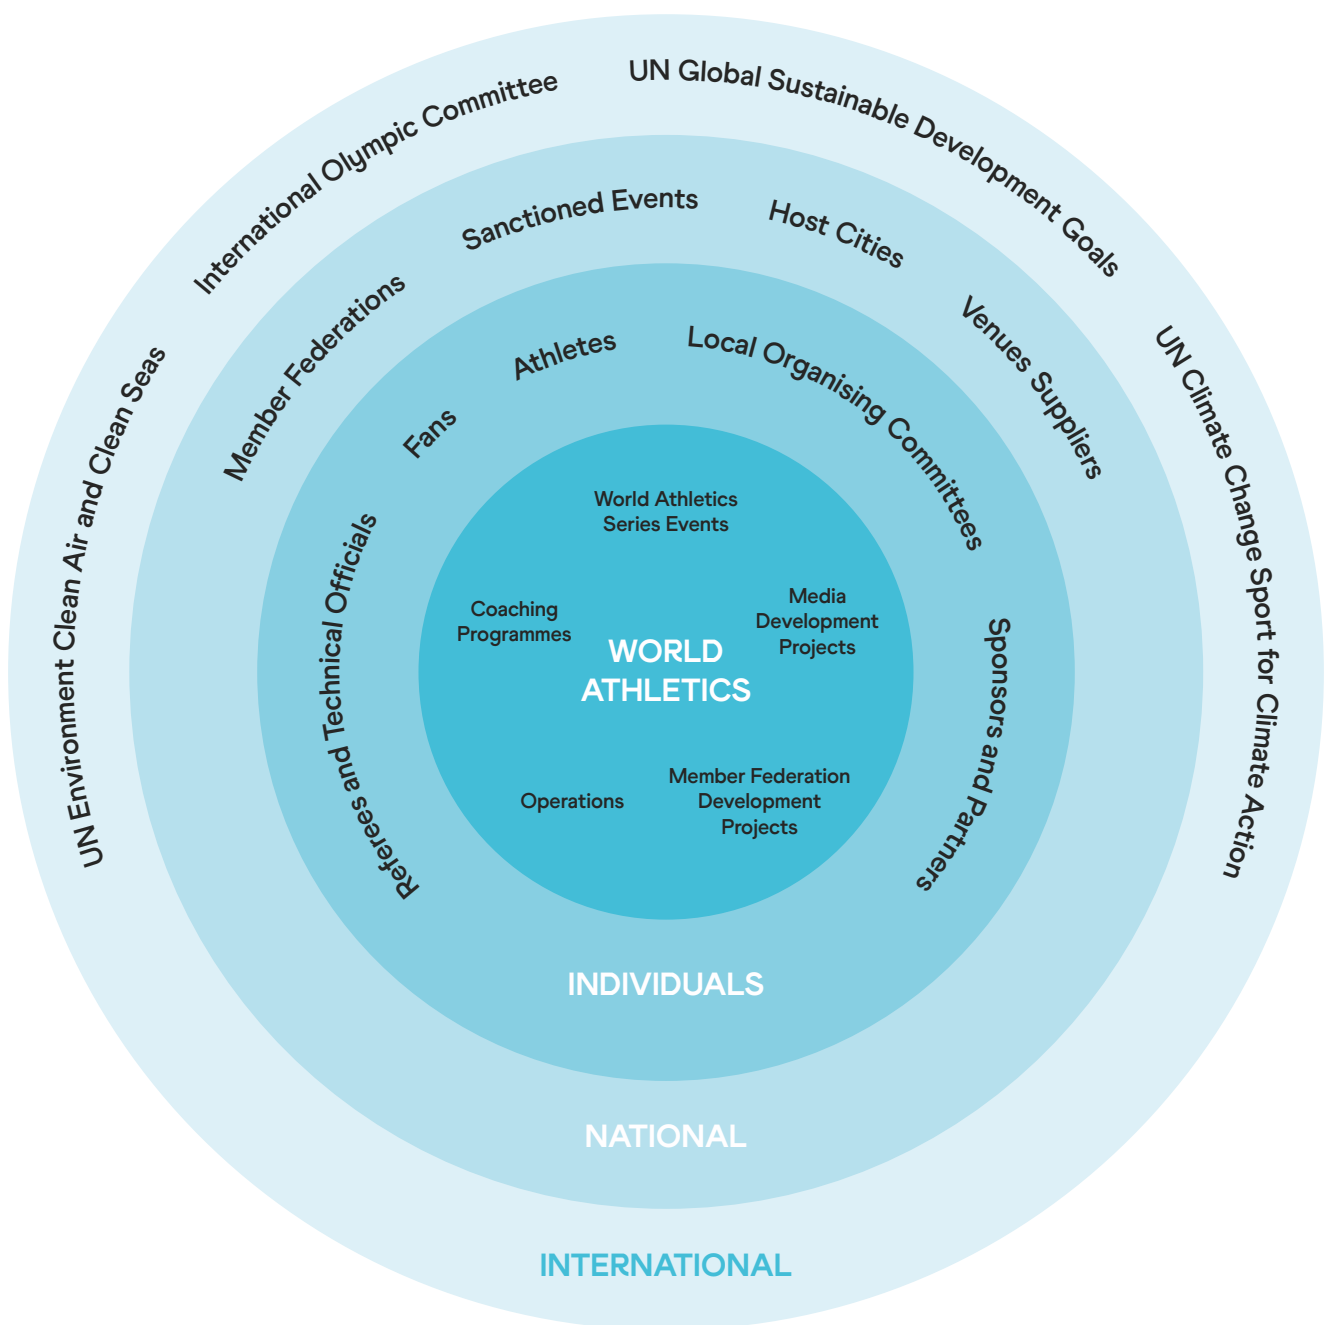 UN Environment Clean Air and Clean Seas
International Olympic Committee
UN Global Sustainable Development Goals
UN Climate Change Sport for Climate Action
Member Federations
Sanctioned Events
Host Cities
Venues Suppliers
Referees and Technical Officials
Fans
Athletes
Local Organising Committees
Sponsors and Partners
World Athletics
Series Events
Coaching
Programmes
Media
Development
Projects
WORLD
ATHLETICS
Operations
Member Federation
Development
Projects
INDIVIDUALS
NATIONAL
INTERNATIONAL